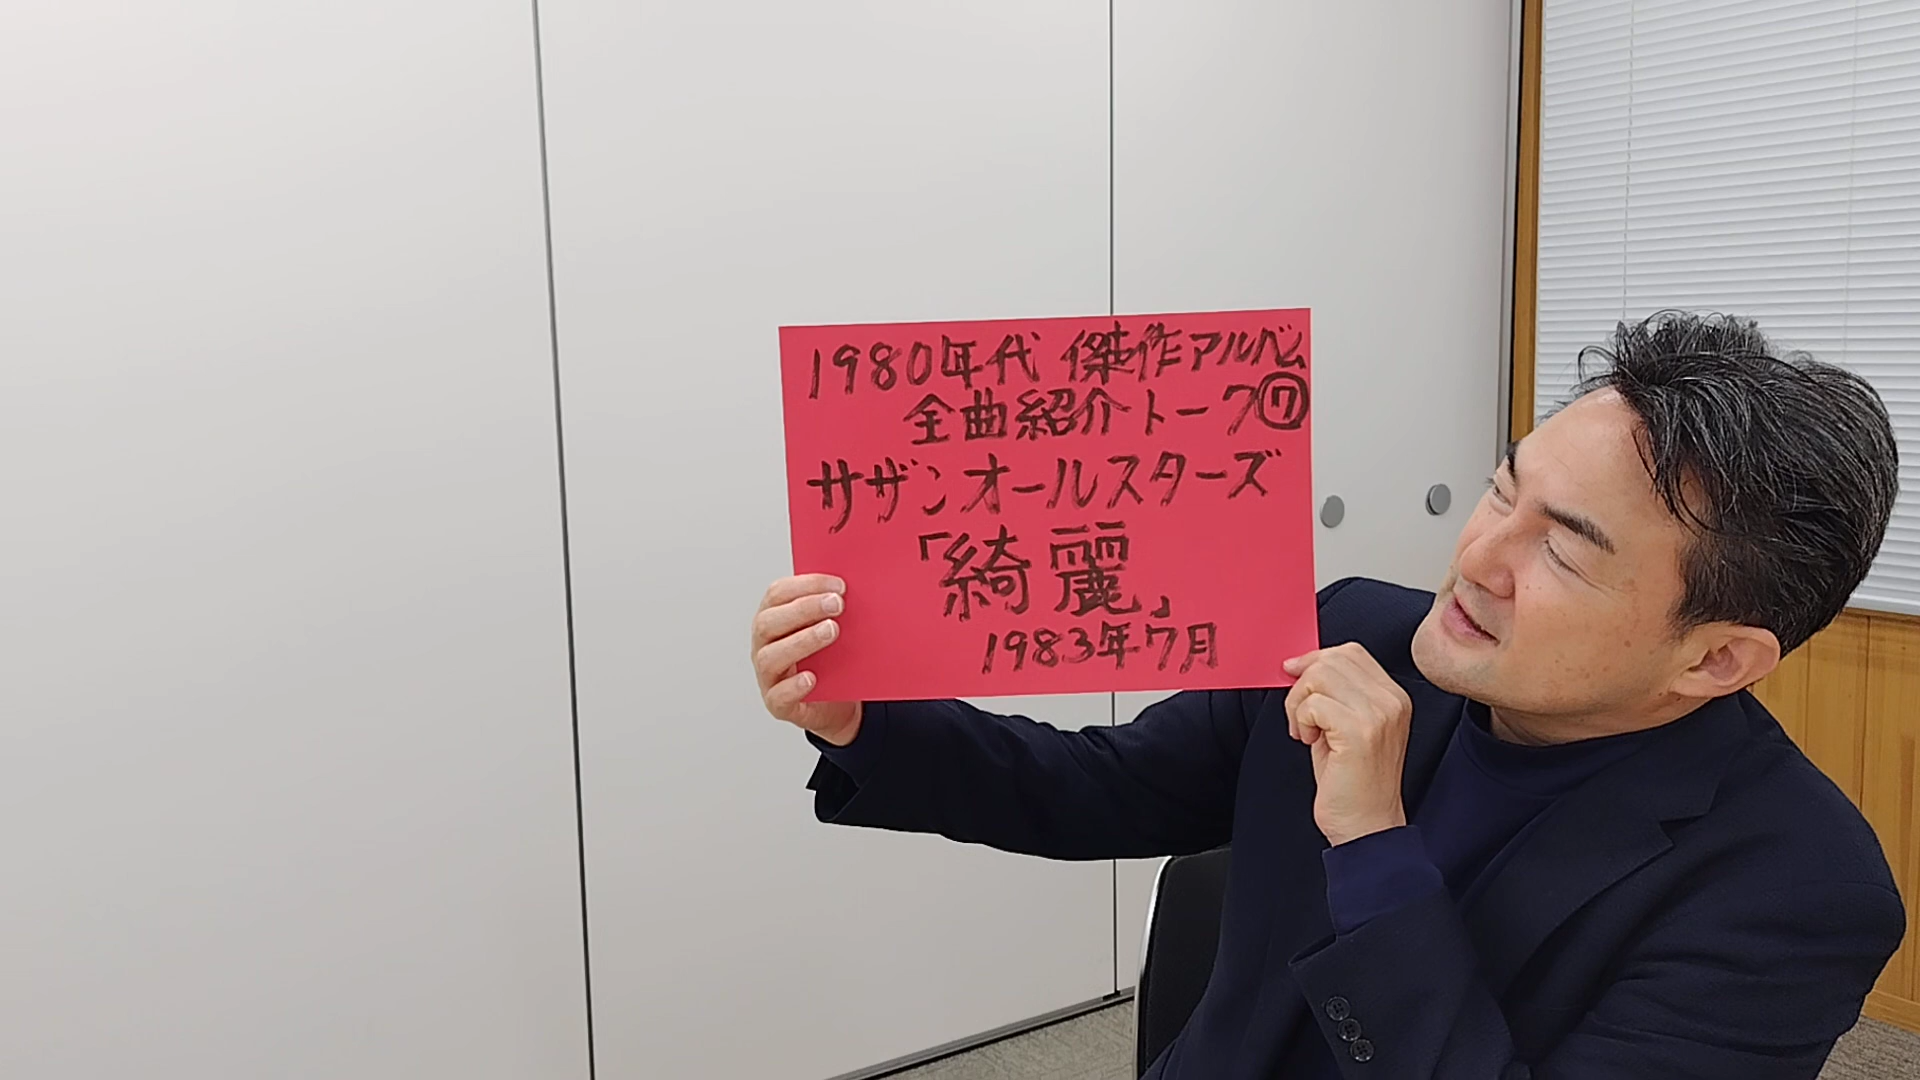 1980年代 傑作アルバム
全曲紹介トーク⑦
サザンオールスターズ
「綺麗」
1983年7月